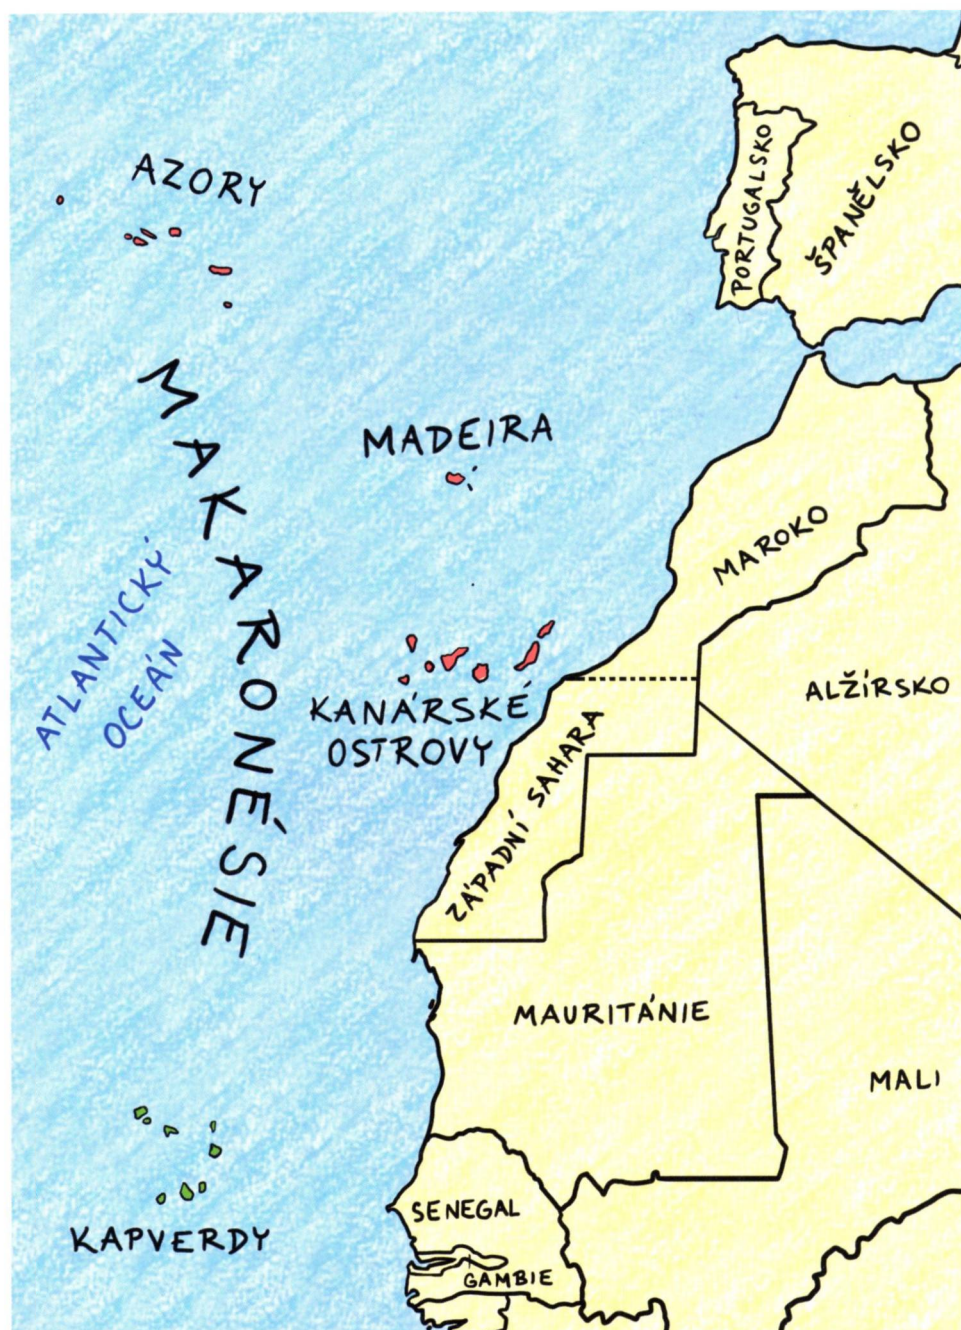 AZORY
PORTUGALSKO
ŠPANĚLSKO
MAKARONÉSIE
MADEIRA
MAROKO
ATLANTICKÝ
OCEÁN
KANÁRSKÉ
OSTROVY
ALŽÍRSKO
ZÁPADNÍ SAHARA
MAURITÁNIE
MALI
SENEGAL
KAPVERDY
GAMBIE